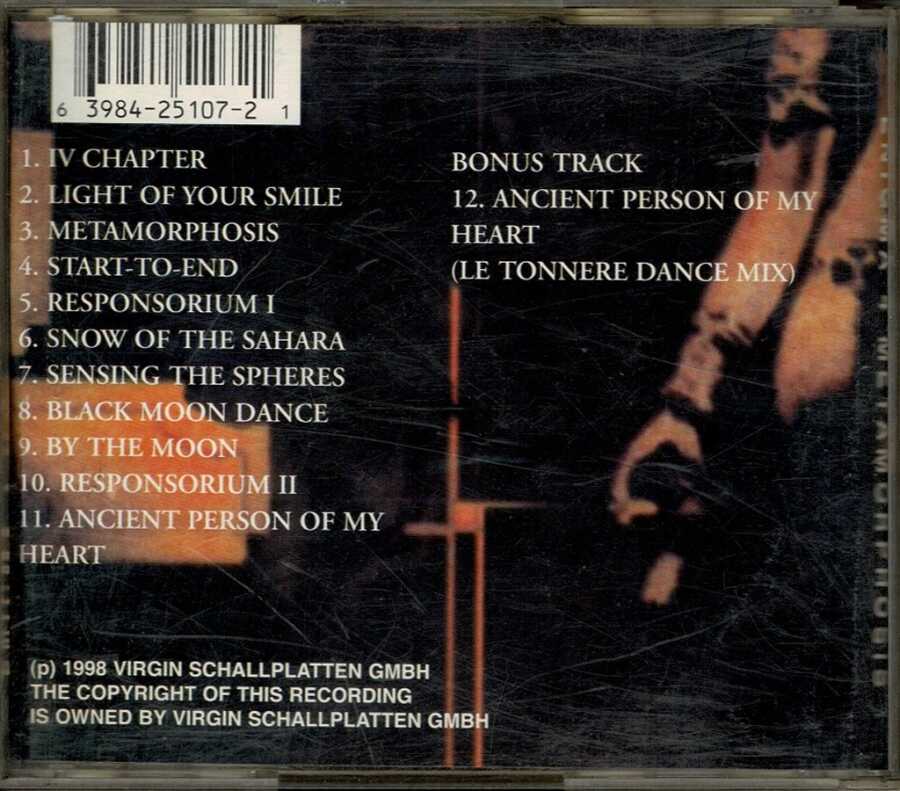 6 3984-25107-2 1
1. IV CHAPTER
2. LIGHT OF YOUR SMILE
3. METAMORPHOSIS
4. START-TO-END
5. RESPONSORIUM I
6. SNOW OF THE SAHARA
7. SENSING THE SPHERES
8. BLACK MOON DANCE
9. BY THE MOON
10. RESPONSORIUM II
11. ANCIENT PERSON OF MY
HEART
BONUS TRACK
12. ANCIENT PERSON OF MY
HEART
(LE TONNERE DANCE MIX)
(p) 1998 VIRGIN SCHALLPLATTEN GMBH
THE COPYRIGHT OF THIS RECORDING
IS OWNED BY VIRGIN SCHALLPLATTEN GMBH
ENIGMA 4 METAMORPHOSIS